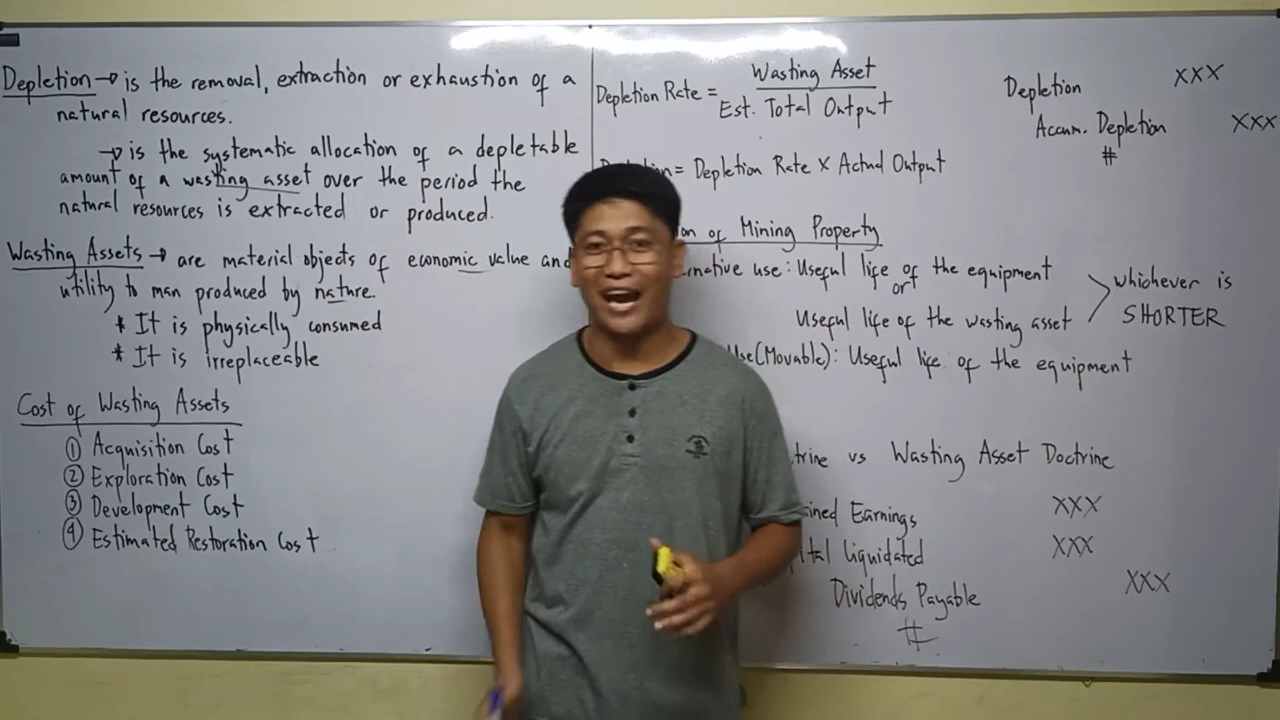 Depletion → is the removal, extraction or exhaustion of a
natural resources.
→ is the systematic allocation of a depletable
amount of a wasting asset over the period the
natural resources is extracted or produced.
Wasting Assets → are material objects of economic value and
utility to man produced by nature.
* It is physically consumed
* It is irreplaceable
Cost of Wasting Assets
① Acquisition Cost
② Exploration Cost
③ Development Cost
④ Estimated Restoration Cost
Depletion Rate = Wasting Asset
Est. Total Output
= Depletion Rate X Actual Output
Depletion XXX
Accum. Depletion XXX
#
of Mining Property
use: Useful life of the equipment
or
Useful life of the wasting asset
whichever is
SHORTER
Use (Movable): Useful life of the equipment
vs Wasting Asset Doctrine
Earnings XXX
Liquidated XXX
Dividends Payable XXX
#